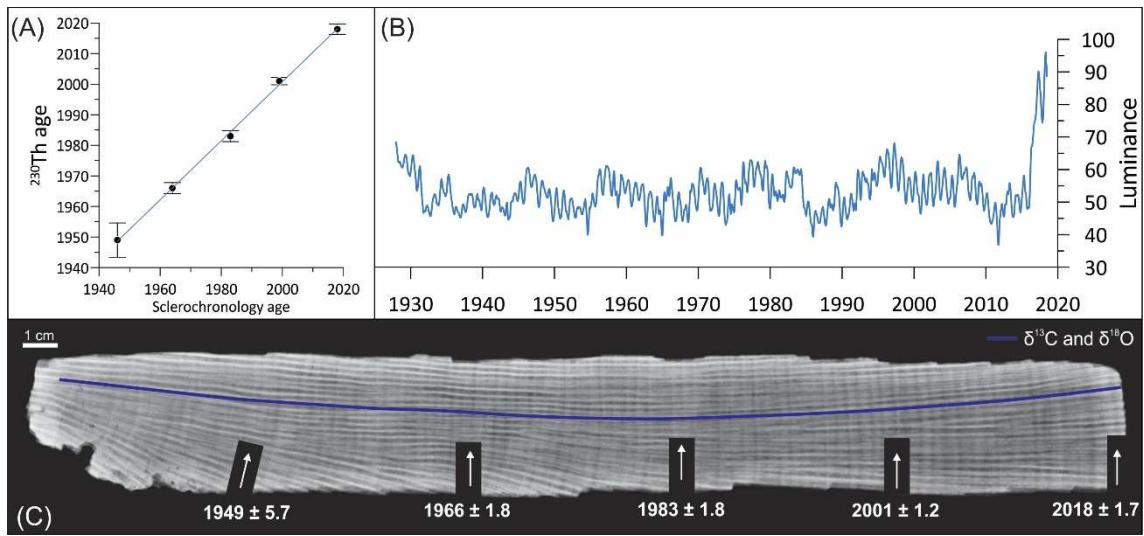 (A)
2020
2010
2000
1990
1980
1970
1960
1950
1940
²³⁰Th age
1940 1960 1980 2000 2020
Sclerochronology age
(B)
100
90
80
70
60
50
40
30
Luminance
1930 1940 1950 1960 1970 1980 1990 2000 2010 2020
1 cm
δ¹³C and δ¹⁸O
1949 ± 5.7 1966 ± 1.8 1983 ± 1.8 2001 ± 1.2 2018 ± 1.7
(C)